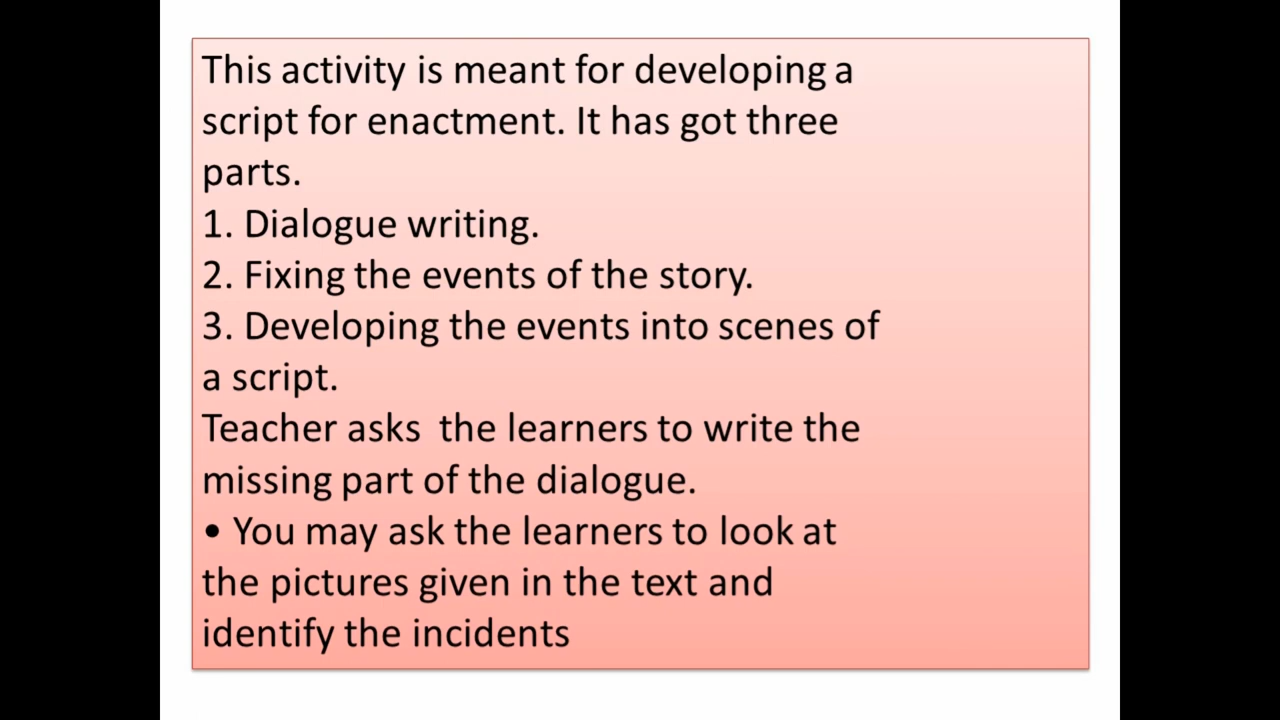 This activity is meant for developing a
script for enactment. It has got three
parts.
1. Dialogue writing.
2. Fixing the events of the story.
3. Developing the events into scenes of
a script.
Teacher asks  the learners to write the
missing part of the dialogue.
• You may ask the learners to look at
the pictures given in the text and
identify the incidents